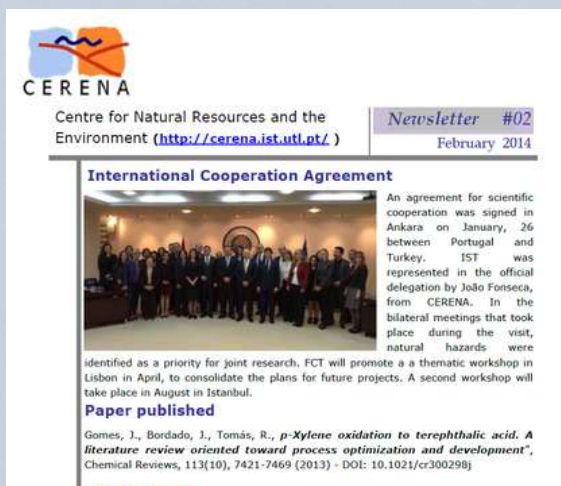 CERENA
Centre for Natural Resources and the
Environment (http://cerena.ist.utl.pt/ )
Newsletter #02
February 2014
International Cooperation Agreement
An agreement for scientific
cooperation was signed in
Ankara on January, 26
between Portugal and
Turkey. IST was
represented in the official
delegation by João Fonseca,
from CERENA. In the
bilateral meetings that took
place during the visit,
natural hazards were
identified as a priority for joint research. FCT will promote a a thematic workshop in
Lisbon in April, to consolidate the plans for future projects. A second workshop will
take place in August in Istanbul.
Paper published
Gomes, J., Bordado, J., Tomás, R., p-Xylene oxidation to terephthalic acid. A
literature review oriented toward process optimization and development", 
Chemical Reviews, 113(10), 7421-7469 (2013) - DOI: 10.1021/cr300298j